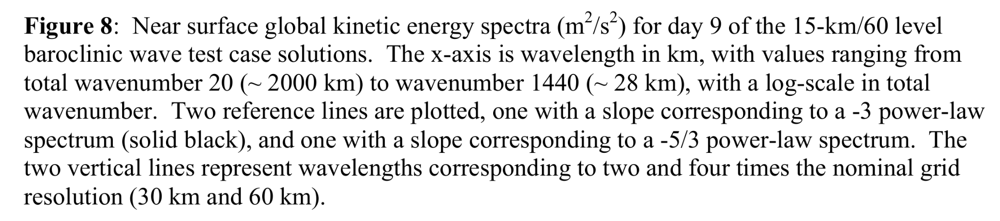 Figure 8:  Near surface global kinetic energy spectra (m²/s²) for day 9 of the 15-km/60 level
baroclinic wave test case solutions.  The x-axis is wavelength in km, with values ranging from
total wavenumber 20 (~ 2000 km) to wavenumber 1440 (~ 28 km), with a log-scale in total
wavenumber.  Two reference lines are plotted, one with a slope corresponding to a -3 power-law
spectrum (solid black), and one with a slope corresponding to a -5/3 power-law spectrum.  The
two vertical lines represent wavelengths corresponding to two and four times the nominal grid
resolution (30 km and 60 km).